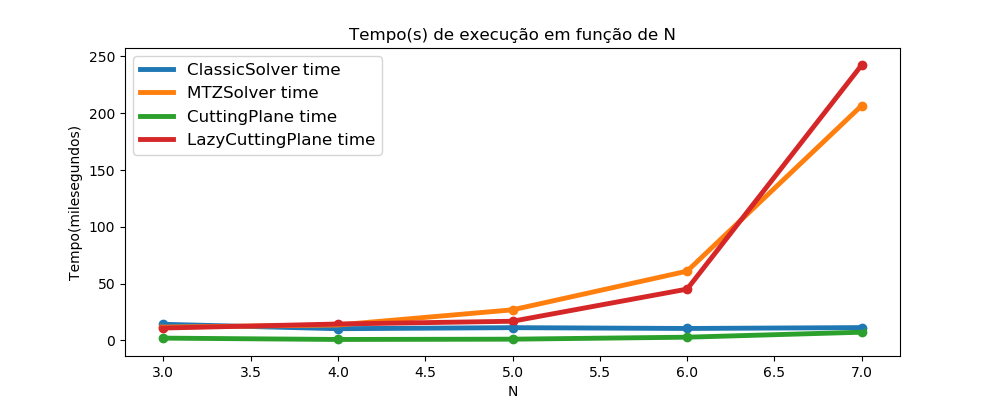 Tempo(s) de execução em função de N
ClassicSolver time
MTZSolver time
CuttingPlane time
LazyCuttingPlane time
Tempo(milesegundos)
250
200
150
100
50
0
3.0 3.5 4.0 4.5 5.0 5.5 6.0 6.5 7.0
N